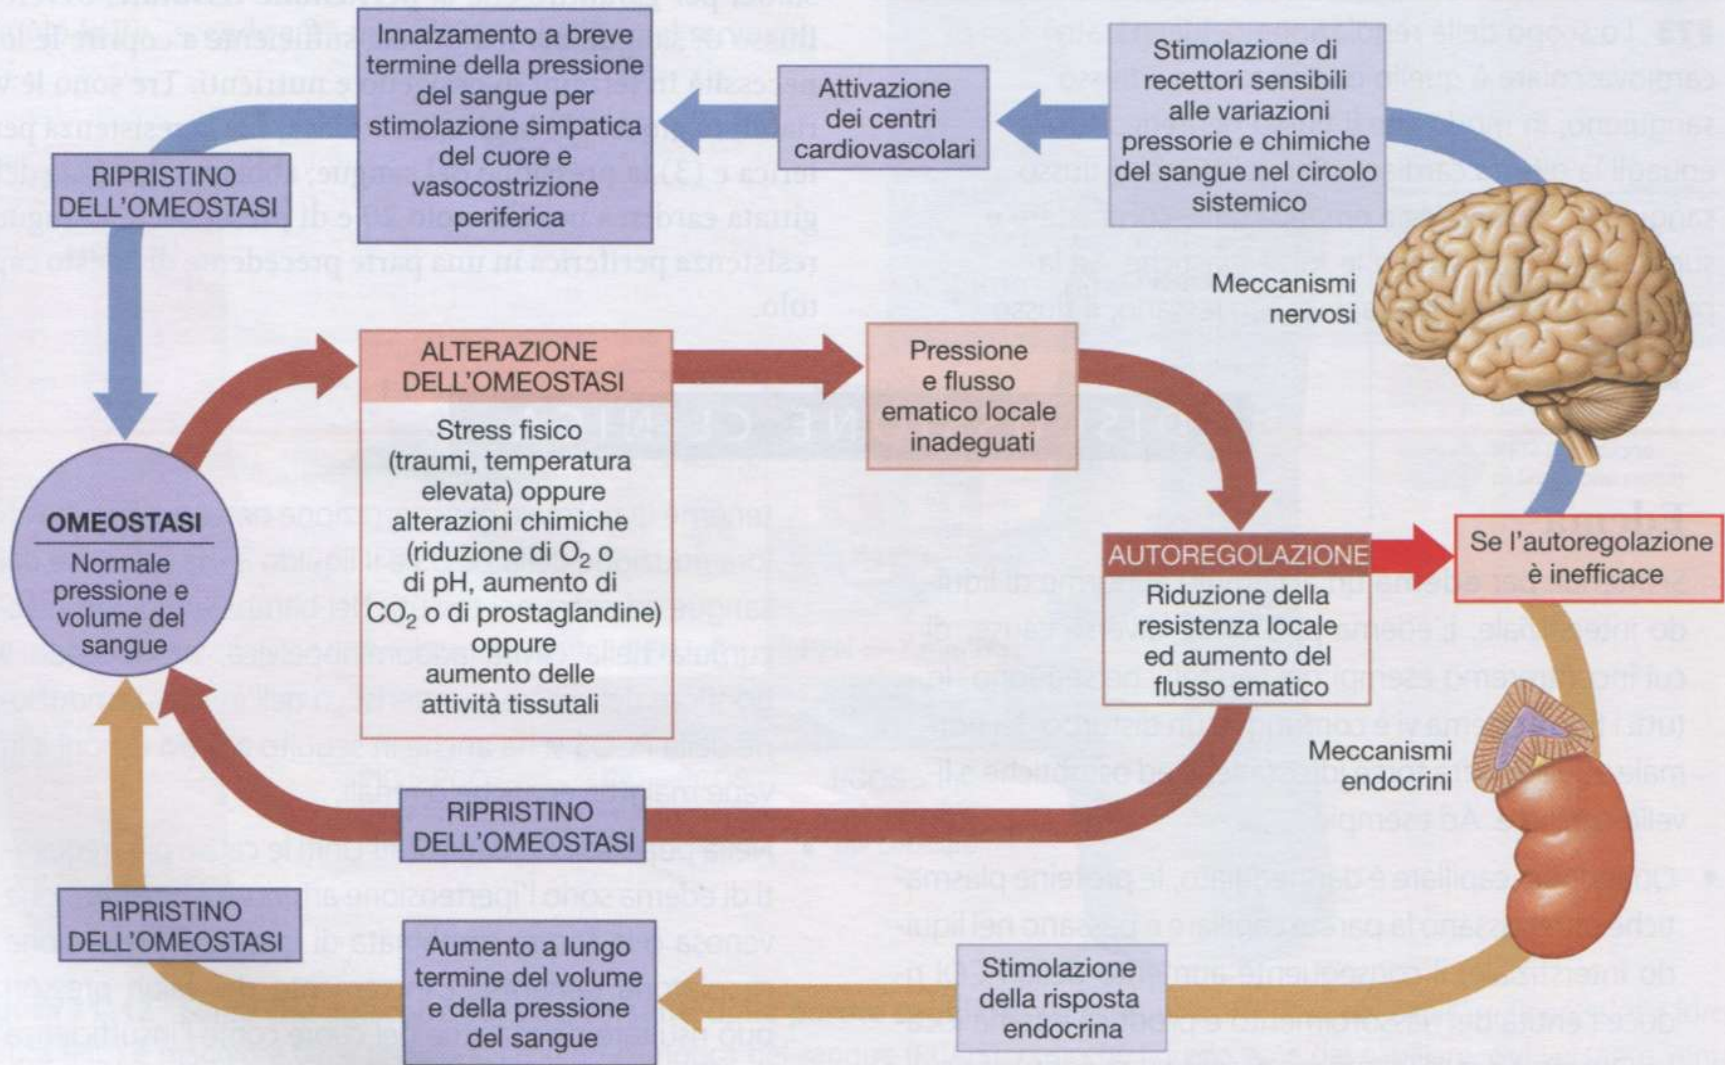 Innalzamento a breve
termine della pressione
del sangue per
stimolazione simpatica
del cuore e
vasocostrizione
periferica
Attivazione
dei centri
cardiovascolari
Stimolazione di
recettori sensibili
alle variazioni
pressorie e chimiche
del sangue nel circolo
sistemico
RIPRISTINO
DELL'OMEOSTASI
Meccanismi
nervosi
ALTERAZIONE
DELL'OMEOSTASI
Stress fisico
(traumi, temperatura
elevata) oppure
alterazioni chimiche
(riduzione di O₂ o
di pH, aumento di
CO₂ o di prostaglandine)
oppure
aumento delle
attività tissutali
Pressione
e flusso
ematico locale
inadeguati
OMEOSTASI
Normale
pressione e
volume del
sangue
AUTOREGOLAZIONE
Riduzione della
resistenza locale
ed aumento del
flusso ematico
Se l'autoregolazione
è inefficace
Meccanismi
endocrini
RIPRISTINO
DELL'OMEOSTASI
RIPRISTINO
DELL'OMEOSTASI
Aumento a lungo
termine del volume
e della pressione
del sangue
Stimolazione
della risposta
endocrina